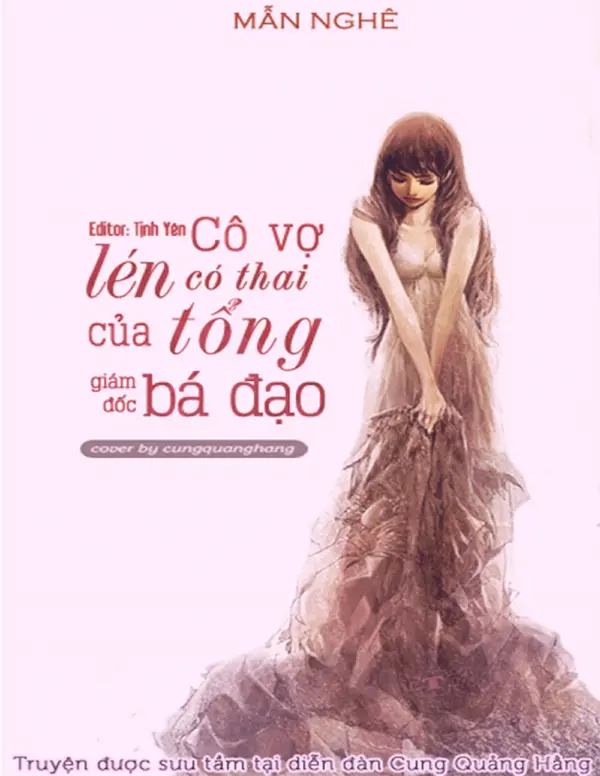 MẪN NGHÊ
Editor: Tịnh Yên Cô vợ
lén có thai
của tổng
giám đốc bá đạo
cover by cungquanghang
Truyện được sưu tầm tại diễn đàn Cung Quảng Hằng